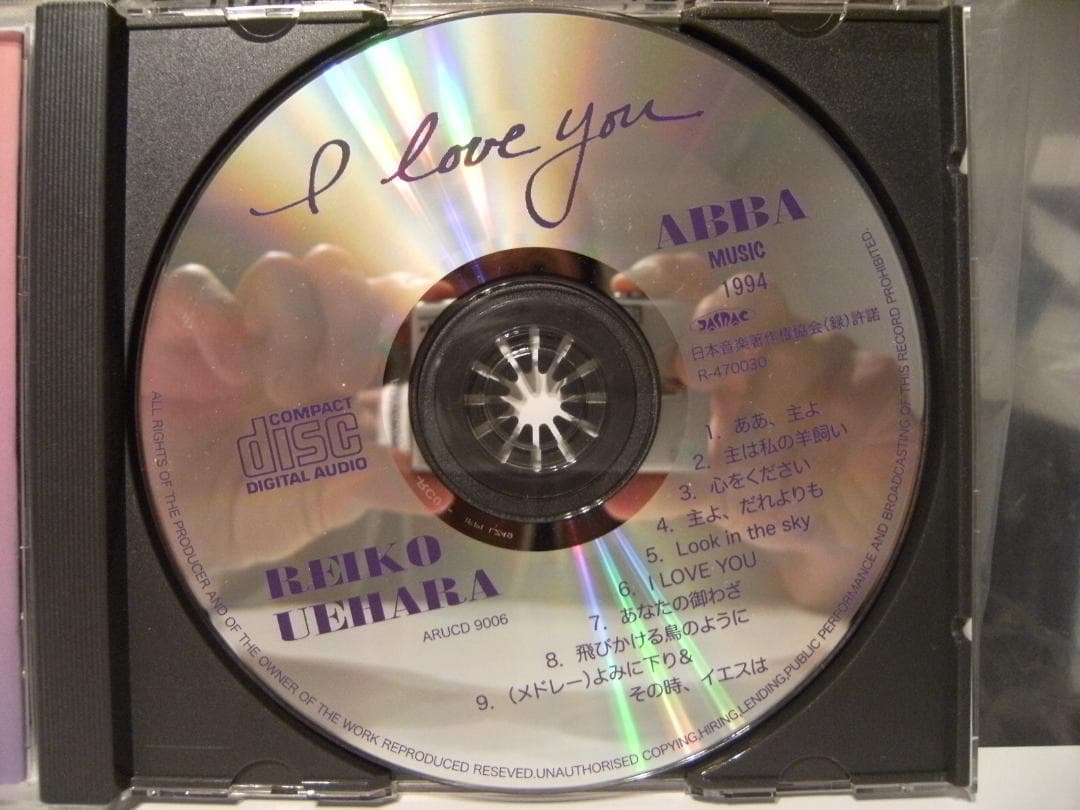 I love you
ABBA
MUSIC
1994
JASRAC
日本音楽著作権協会(録)許諾
R-470030
COMPACT
disc
DIGITAL AUDIO
REIKO
UEHARA
ARUCD 9006
1. ああ、主よ
2. 主は私の羊飼い
3. 心をください
4. 主よ、だれよりも
5. Look in the sky
6. I LOVE YOU
7. あなたの御わざ
8. 飛びかける鳥のように
9. (メドレー)よみに下り&
その時、イエスは
ALL RIGHTS OF THE PRODUCER AND OF THE OWNER OF THE WORK REPRODUCED RESEVED.UNAUTHORISED COPYING,HIRING,LENDING,PUBLIC PERFORMANCE AND BROADCASTING OF THIS RECORD PROHIBITED.